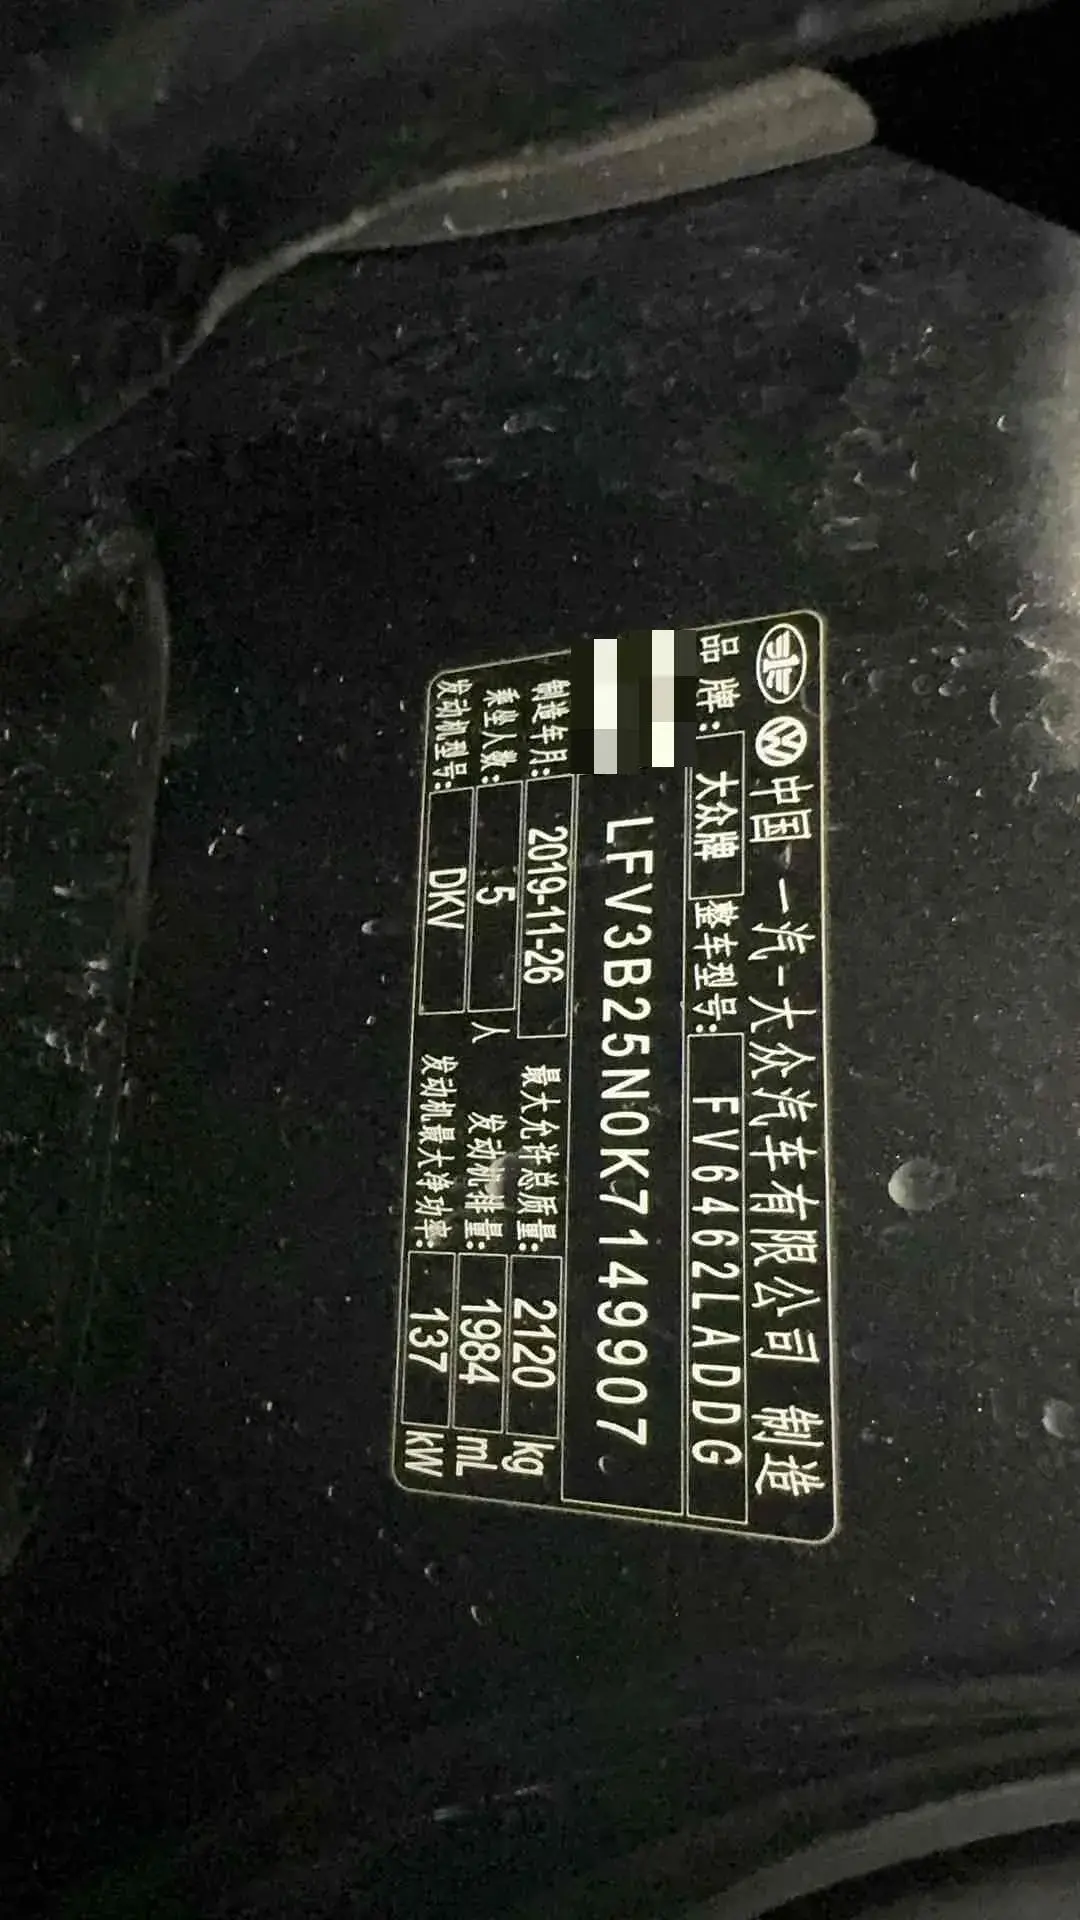 中国 一汽-大众汽车有限公司 制造
品牌: 大众牌 整车型号: FV6462LADDG
LFV3B25N0K7149907
制造年月: 2019-11-26 最大允许总质量: 2120 kg
乘坐人数: 5 人 发动机排量: 1984 mL
发动机型号: DKV 发动机最大净功率: 137 kW